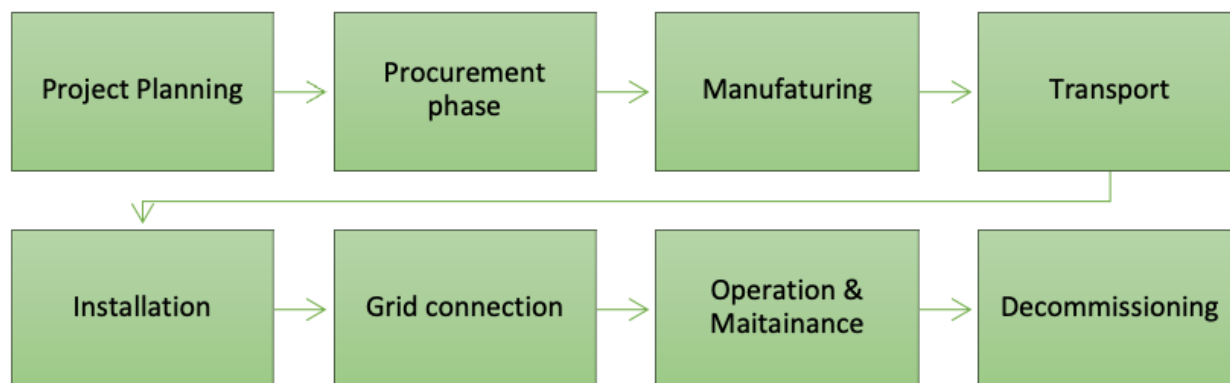 Project Planning
Procurement
phase
Manufaturing
Transport
Installation
Grid connection
Operation &
Maitainance
Decommissioning